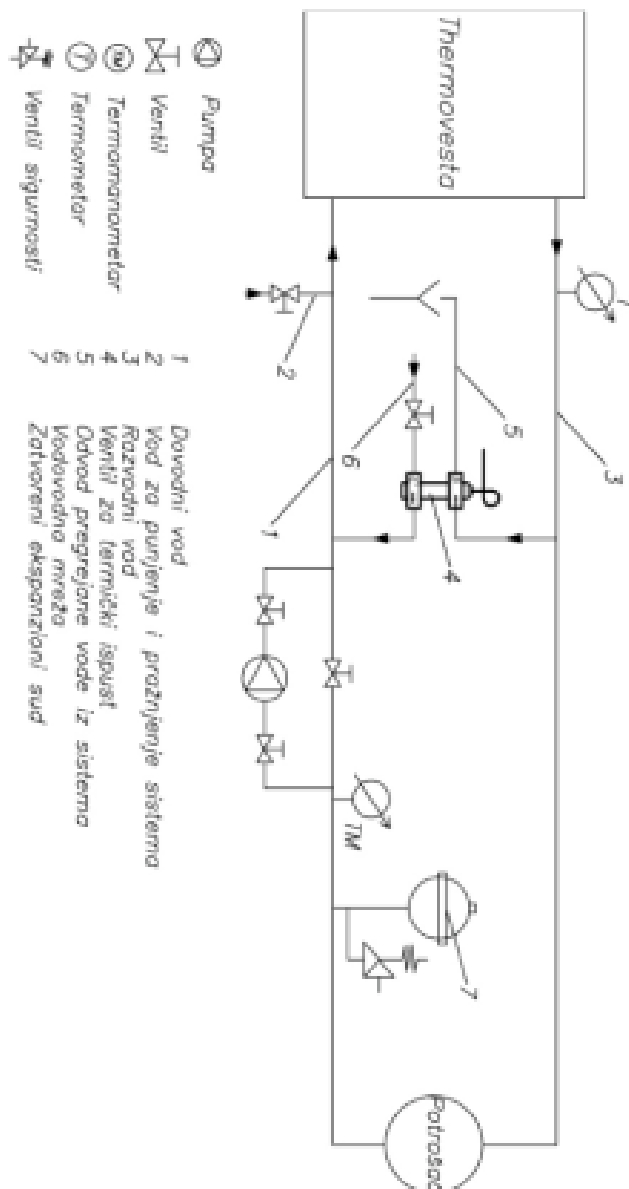 Thermovesta
T
3
5
4
6
1
2
TM
7
Potrošač
Pumpa
Ventil
TM Termomanometar
T Termometar
Ventil sigurnosti
1 Dovodni vod
2 Vod za punjenje i pražnjenje sistema
3 Razvodni vod
4 Ventil za termički ispust
5 Odvod pregrejane vode iz sistema
6 Vodovodna mreža
7 Zatvoreni ekspanzioni sud